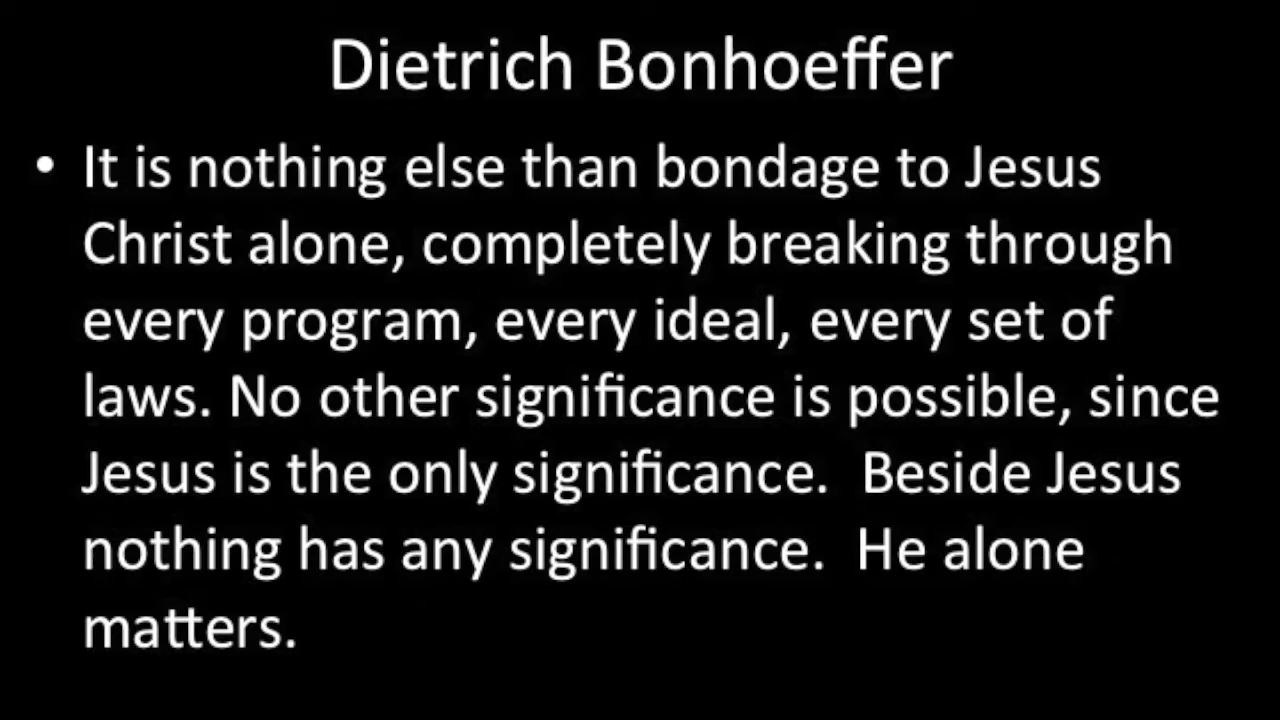 Dietrich Bonhoeffer
• It is nothing else than bondage to Jesus
Christ alone, completely breaking through
every program, every ideal, every set of
laws. No other significance is possible, since
Jesus is the only significance.  Beside Jesus
nothing has any significance.  He alone
matters.